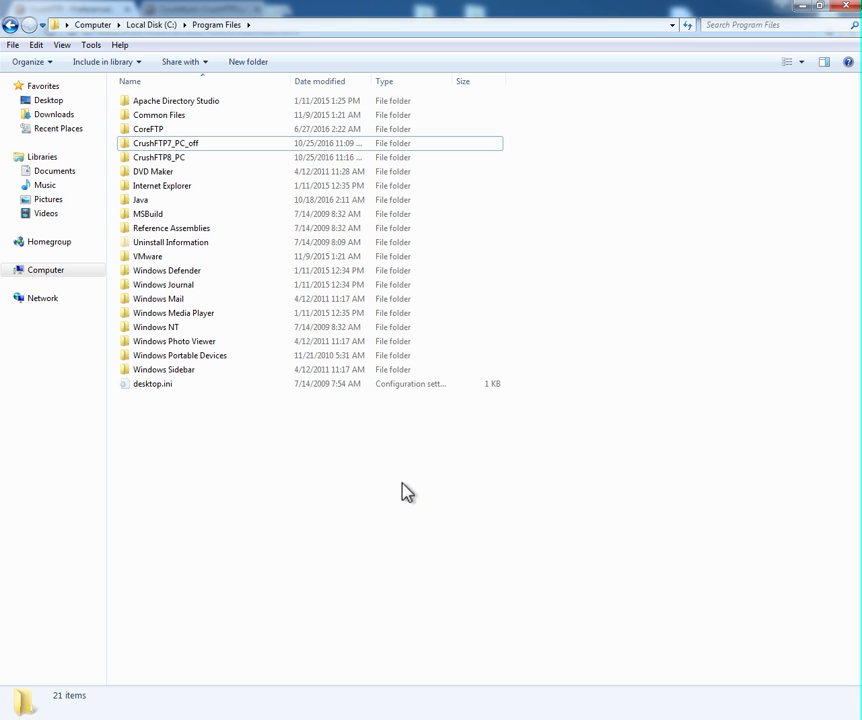 Computer ▸ Local Disk (C:) ▸ Program Files ▸
Search Program Files
File Edit View Tools Help
Organize Include in library Share with New folder
Name Date modified Type Size
Favorites
Desktop
Downloads
Recent Places
Libraries
Documents
Music
Pictures
Videos
Homegroup
Computer
Network
Apache Directory Studio 1/11/2015 1:25 PM File folder
Common Files 11/9/2015 1:21 AM File folder
CoreFTP 6/27/2016 2:22 AM File folder
CrushFTP7_PC_off 10/25/2016 11:09 ... File folder
CrushFTP8_PC 10/25/2016 11:16 ... File folder
DVD Maker 4/12/2011 11:28 AM File folder
Internet Explorer 1/11/2015 12:35 PM File folder
Java 10/18/2016 2:11 AM File folder
MSBuild 7/14/2009 8:32 AM File folder
Reference Assemblies 7/14/2009 8:32 AM File folder
Uninstall Information 7/14/2009 8:09 AM File folder
VMware 11/9/2015 1:21 AM File folder
Windows Defender 1/11/2015 12:34 PM File folder
Windows Journal 1/11/2015 12:34 PM File folder
Windows Mail 4/12/2011 11:17 AM File folder
Windows Media Player 1/11/2015 12:35 PM File folder
Windows NT 7/14/2009 8:32 AM File folder
Windows Photo Viewer 4/12/2011 11:17 AM File folder
Windows Portable Devices 11/21/2010 5:31 AM File folder
Windows Sidebar 4/12/2011 11:17 AM File folder
desktop.ini 7/14/2009 7:54 AM Configuration sett... 1 KB
21 items